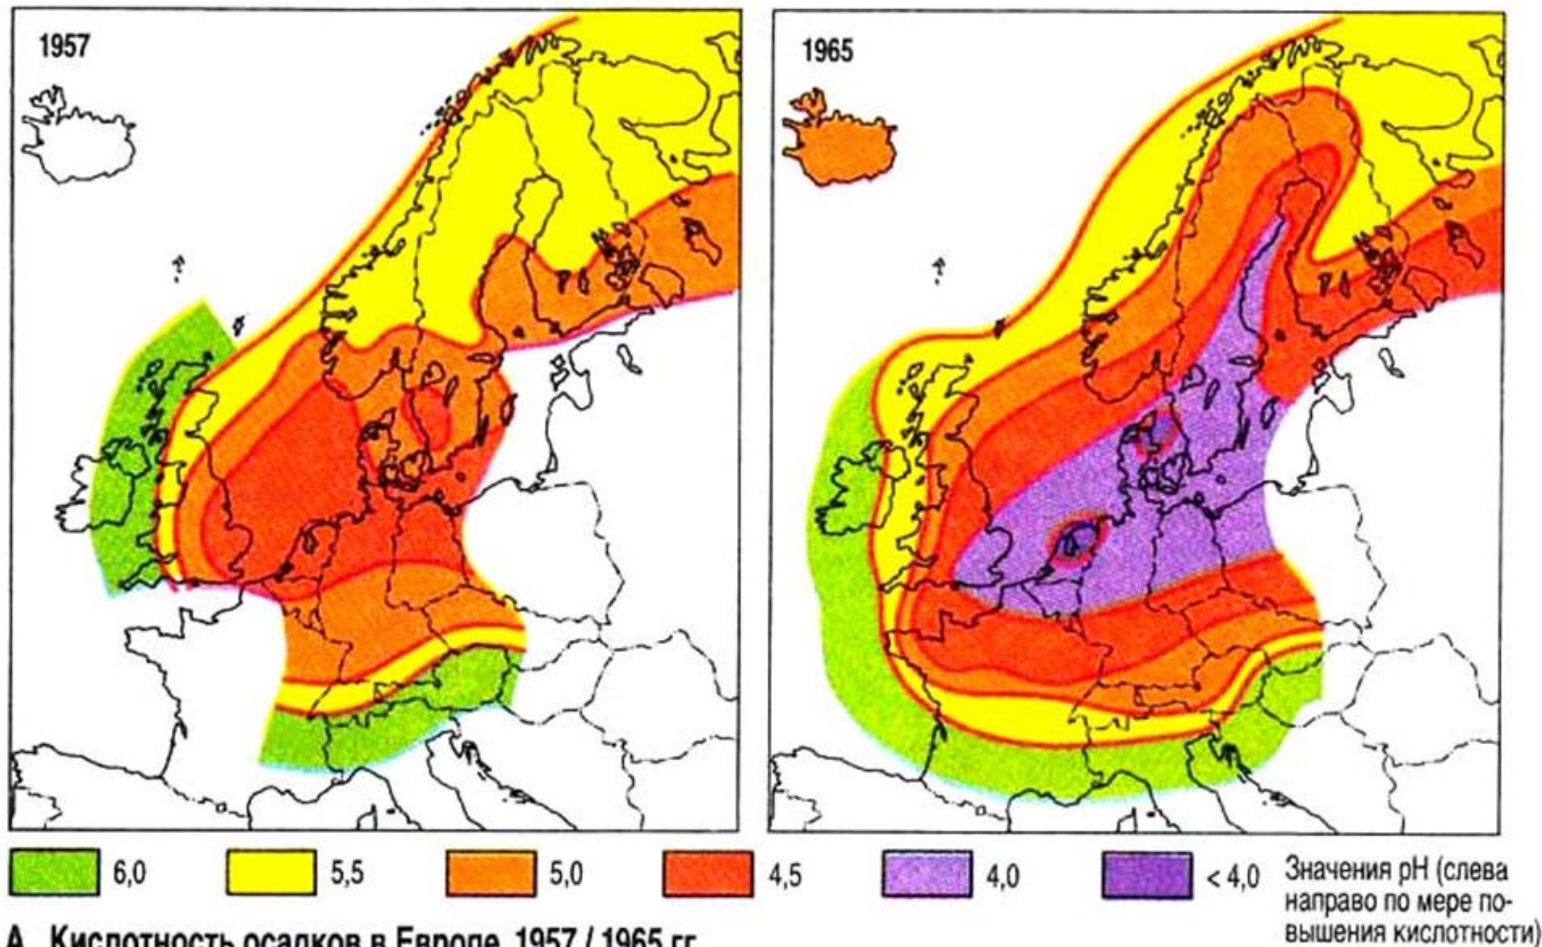 1957
1965
6,0
5,5
5,0
4,5
4,0
< 4,0
Значения pH (слева
направо по мере по-
вышения кислотности)
А Кислотность осадков в Европе, 1957 / 1965 гг.